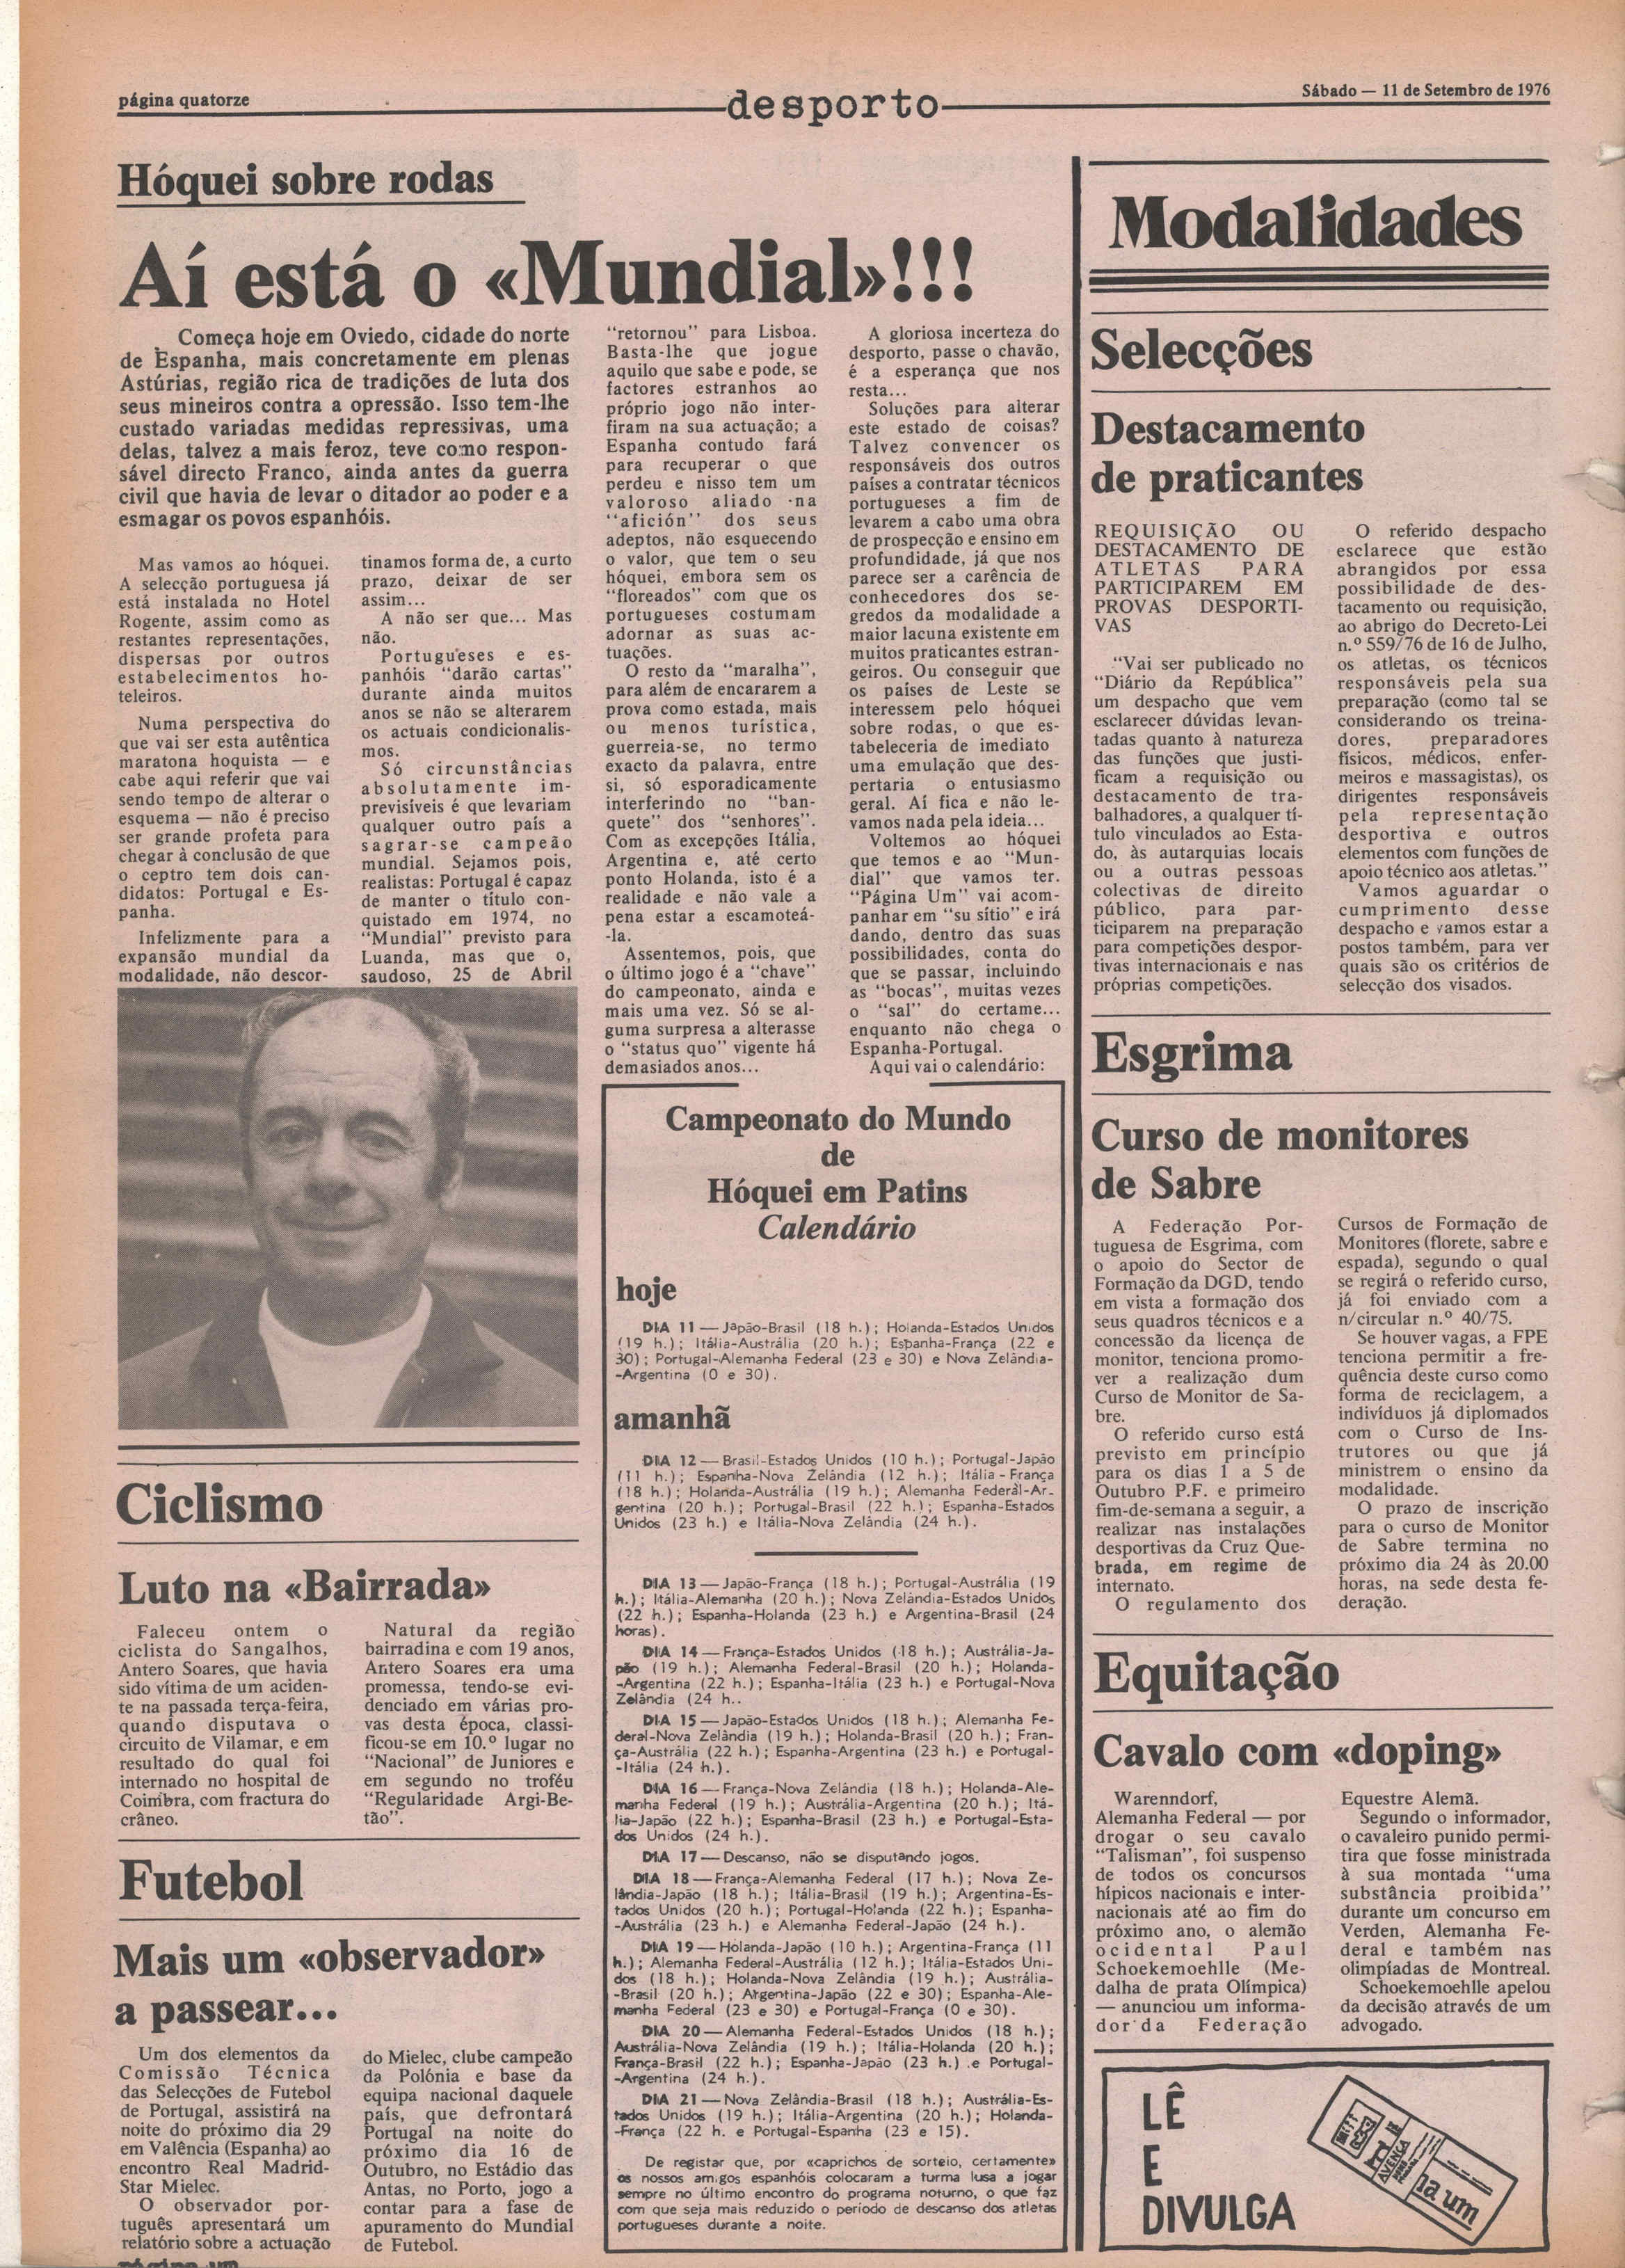 página quatorze
desporto
Sábado — 11 de Setembro de 1976
Hóquei sobre rodas
Aí está o «Mundial»!!!
Começa hoje em Oviedo, cidade do norte
de Espanha, mais concretamente em plenas
Astúrias, região rica de tradições de luta dos
seus mineiros contra a opressão. Isso tem-lhe
custado variadas medidas repressivas, uma
delas, talvez a mais feroz, teve como respon-
sável directo Franco, ainda antes da guerra
civil que havia de levar o ditador ao poder e a
esmagar os povos espanhóis.
Mas vamos ao hóquei.
A selecção portuguesa já
está instalada no Hotel
Rogente, assim como as
restantes representações,
dispersas por outros
estabelecimentos ho-
teleiros.
Numa perspectiva do
que vai ser esta autêntica
maratona hoquista — e
cabe aqui referir que vai
sendo tempo de alterar o
esquema — não é preciso
ser grande profeta para
chegar à conclusão de que
o ceptro tem dois can-
didatos: Portugal e Es-
panha.
Infelizmente para a
expansão mundial da
modalidade, não descor-
tinamos forma de, a curto
prazo, deixar de ser
assim...
A não ser que... Mas
não.
Portugueses e es-
panhóis "darão cartas"
durante ainda muitos
anos se não se alterarem
os actuais condicionalis-
mos.
Só circunstâncias
absolutamente im-
previsíveis é que levariam
qualquer outro país a
sagrar-se campeão
mundial. Sejamos pois,
realistas: Portugal é capaz
de manter o título con-
quistado em 1974, no
"Mundial" previsto para
Luanda, mas que o,
saudoso, 25 de Abril
"retornou" para Lisboa.
Basta-lhe que jogue
aquilo que sabe e pode, se
factores estranhos ao
próprio jogo não inter-
firam na sua actuação; a
Espanha contudo fará
para recuperar o que
perdeu e nisso tem um
valoroso aliado na
"afición" dos seus
adeptos, não esquecendo
o valor, que tem o seu
hóquei, embora sem os
"floreados" com que os
portugueses costumam
adornar as suas ac-
tuações.
O resto da "maralha",
para além de encararem a
prova como estada, mais
ou menos turística,
guerreia-se, no termo
exacto da palavra, entre
si, só esporadicamente
interferindo no "ban-
quete" dos "senhores".
Com as excepções Itália,
Argentina e, até certo
ponto Holanda, isto é a
realidade e não vale a
pena estar a escamoteá-
-la.
Assentemos, pois, que
o último jogo é a "chave"
do campeonato, ainda e
mais uma vez. Só se al-
guma surpresa a alterasse
o "status quo" vigente há
demasiados anos...
A gloriosa incerteza do
desporto, passe o chavão,
é a esperança que nos
resta...
Soluções para alterar
este estado de coisas?
Talvez convencer os
responsáveis dos outros
países a contratar técnicos
portugueses a fim de
levarem a cabo uma obra
de prospecção e ensino em
profundidade, já que nos
parece ser a carência de
conhecedores dos se-
gredos da modalidade a
maior lacuna existente em
muitos praticantes estran-
geiros. Ou conseguir que
os países de Leste se
interessem pelo hóquei
sobre rodas, o que es-
tabeleceria de imediato
uma emulação que des-
pertaria o entusiasmo
geral. Aí fica e não le-
vamos nada pela ideia...
Voltemos ao hóquei
que temos e ao "Mun-
dial" que vamos ter.
"Página Um" vai acom-
panhar em "su sítio" e irá
dando, dentro das suas
possibilidades, conta do
que se passar, incluindo
as "bocas", muitas vezes
o "sal" do certame...
enquanto não chega o
Espanha-Portugal.
Aqui vai o calendário:
Campeonato do Mundo
de
Hóquei em Patins
Calendário
hoje
DIA 11 — Japão-Brasil (18 h.); Holanda-Estados Unidos
(19 h.); Itália-Austrália (20 h.); Espanha-França (22 e
30); Portugal-Alemanha Federal (23 e 30) e Nova Zelândia-
-Argentina (0 e 30).
amanhã
DIA 12 — Brasil-Estados Unidos (10 h.); Portugal-Japão
(11 h.); Espanha-Nova Zelândia (12 h.); Itália - França
(18 h.); Holanda-Austrália (19 h.); Alemanha Federal-Ar-
gentina (20 h.); Portugal-Brasil (22 h.); Espanha-Estados
Unidos (23 h.) e Itália-Nova Zelândia (24 h.).
DIA 13 — Japão-França (18 h.); Portugal-Austrália (19
h.); Itália-Alemanha (20 h.); Nova Zelândia-Estados Unidos
(22 h.); Espanha-Holanda (23 h.) e Argentina-Brasil (24
horas).
DIA 14 — França-Estados Unidos (18 h.); Austrália-Ja-
pão (19 h.); Alemanha Federal-Brasil (20 h.); Holanda-
-Argentina (22 h.); Espanha-Itália (23 h.) e Portugal-Nova
Zelândia (24 h..
DIA 15 — Japão-Estados Unidos (18 h.); Alemanha Fe-
deral-Nova Zelândia (19 h.); Holanda-Brasil (20 h.); Fran-
ça-Austrália (22 h.); Espanha-Argentina (23 h.) e Portugal-
-Itália (24 h.).
DIA 16 — França-Nova Zelândia (18 h.); Holanda-Ale-
manha Federal (19 h.); Austrália-Argentina (20 h.); Itá-
lia-Japão (22 h.); Espanha-Brasil (23 h.) e Portugal-Esta-
dos Unidos (24 h.).
DIA 17 — Descanso, não se disputando jogos.
DIA 18 — França-Alemanha Federal (17 h.); Nova Ze-
lândia-Japão (18 h.); Itália-Brasil (19 h.); Argentina-Es-
tados Unidos (20 h.); Portugal-Holanda (22 h.); Espanha-
-Austrália (23 h.) e Alemanha Federal-Japão (24 h.).
DIA 19 — Holanda-Japão (10 h.); Argentina-França (11
h.); Alemanha Federal-Austrália (12 h.); Itália-Estados Uni-
dos (18 h.); Holanda-Nova Zelândia (19 h.); Austrália-
-Brasil (20 h.); Argentina-Japão (22 e 30); Espanha-Ale-
manha Federal (23 e 30) e Portugal-França (0 e 30).
DIA 20 — Alemanha Federal-Estados Unidos (18 h.);
Austrália-Nova Zelândia (19 h.); Itália-Holanda (20 h.);
França-Brasil (22 h.); Espanha-Japão (23 h.) e Portugal-
-Argentina (24 h.).
DIA 21 — Nova Zelândia-Brasil (18 h.); Austrália-Es-
tados Unidos (19 h.); Itália-Argentina (20 h.); Holanda-
-França (22 h. e Portugal-Espanha (23 e 15).
De registar que, por «caprichos de sorteio, certamente»
os nossos amigos espanhóis colocaram a turma lusa a jogar
sempre no último encontro do programa noturno, o que faz
com que seja mais reduzido o período de descanso dos atletas
portugueses durante a noite.
Ciclismo
Luto na «Bairrada»
Faleceu ontem o
ciclista do Sangalhos,
Antero Soares, que havia
sido vítima de um aciden-
te na passada terça-feira,
quando disputava o
circuito de Vilamar, e em
resultado do qual foi
internado no hospital de
Coimbra, com fractura do
crâneo.
Natural da região
bairradina e com 19 anos,
Antero Soares era uma
promessa, tendo-se evi-
denciado em várias pro-
vas desta época, classi-
ficou-se em 10.º lugar no
"Nacional" de Juniores e
em segundo no troféu
"Regularidade Argi-Be-
tão".
Futebol
Mais um «observador»
a passear...
Um dos elementos da
Comissão Técnica
das Selecções de Futebol
de Portugal, assistirá na
noite do próximo dia 29
em Valência (Espanha) ao
encontro Real Madrid-
Star Mielec.
O observador por-
tuguês apresentará um
relatório sobre a actuação
do Mielec, clube campeão
da Polónia e base da
equipa nacional daquele
país, que defrontará
Portugal na noite do
próximo dia 16 de
Outubro, no Estádio das
Antas, no Porto, jogo a
contar para a fase de
apuramento do Mundial
de Futebol.
página um
Modalidades
Selecções
Destacamento
de praticantes
REQUISIÇÃO OU
DESTACAMENTO DE
ATLETAS PARA
PARTICIPAREM EM
PROVAS DESPORTI-
VAS
"Vai ser publicado no
"Diário da República"
um despacho que vem
esclarecer dúvidas levan-
tadas quanto à natureza
das funções que justi-
ficam a requisição ou
destacamento de tra-
balhadores, a qualquer tí-
tulo vinculados ao Esta-
do, às autarquias locais
ou a outras pessoas
colectivas de direito
público, para par-
ticiparem na preparação
para competições despor-
tivas internacionais e nas
próprias competições.
O referido despacho
esclarece que estão
abrangidos por essa
possibilidade de des-
tacamento ou requisição,
ao abrigo do Decreto-Lei
n.º 559/76 de 16 de Julho,
os atletas, os técnicos
responsáveis pela sua
preparação (como tal se
considerando os treina-
dores, preparadores
físicos, médicos, enfer-
meiros e massagistas), os
dirigentes responsáveis
pela representação
desportiva e outros
elementos com funções de
apoio técnico aos atletas."
Vamos aguardar o
cumprimento desse
despacho e vamos estar a
postos também, para ver
quais são os critérios de
selecção dos visados.
Esgrima
Curso de monitores
de Sabre
A Federação Por-
tuguesa de Esgrima, com
o apoio do Sector de
Formação da DGD, tendo
em vista a formação dos
seus quadros técnicos e a
concessão da licença de
monitor, tenciona promo-
ver a realização dum
Curso de Monitor de Sa-
bre.
O referido curso está
previsto em princípio
para os dias 1 a 5 de
Outubro P.F. e primeiro
fim-de-semana a seguir, a
realizar nas instalações
desportivas da Cruz Que-
brada, em regime de
internato.
O regulamento dos
Cursos de Formação de
Monitores (florete, sabre e
espada), segundo o qual
se regirá o referido curso,
já foi enviado com a
n/circular n.º 40/75.
Se houver vagas, a FPE
tenciona permitir a fre-
quência deste curso como
forma de reciclagem, a
indivíduos já diplomados
com o Curso de Ins-
trutores ou que já
ministrem o ensino da
modalidade.
O prazo de inscrição
para o curso de Monitor
de Sabre termina no
próximo dia 24 às 20.00
horas, na sede desta fe-
deração.
Equitação
Cavalo com «doping»
Warenndorf,
Alemanha Federal — por
drogar o seu cavalo
"Talisman", foi suspenso
de todos os concursos
hípicos nacionais e inter-
nacionais até ao fim do
próximo ano, o alemão
ocidental Paul
Schoekemoehlle (Me-
dalha de prata Olímpica)
— anunciou um informa-
dor da Federação
Equestre Alemã.
Segundo o informador,
o cavaleiro punido permi-
tira que fosse ministrada
à sua montada "uma
substância proibida"
durante um concurso em
Verden, Alemanha Fe-
deral e também nas
olimpíadas de Montreal.
Schoekemoehlle apelou
da decisão através de um
advogado.
LÊ
E
DIVULGA
AVENÇA